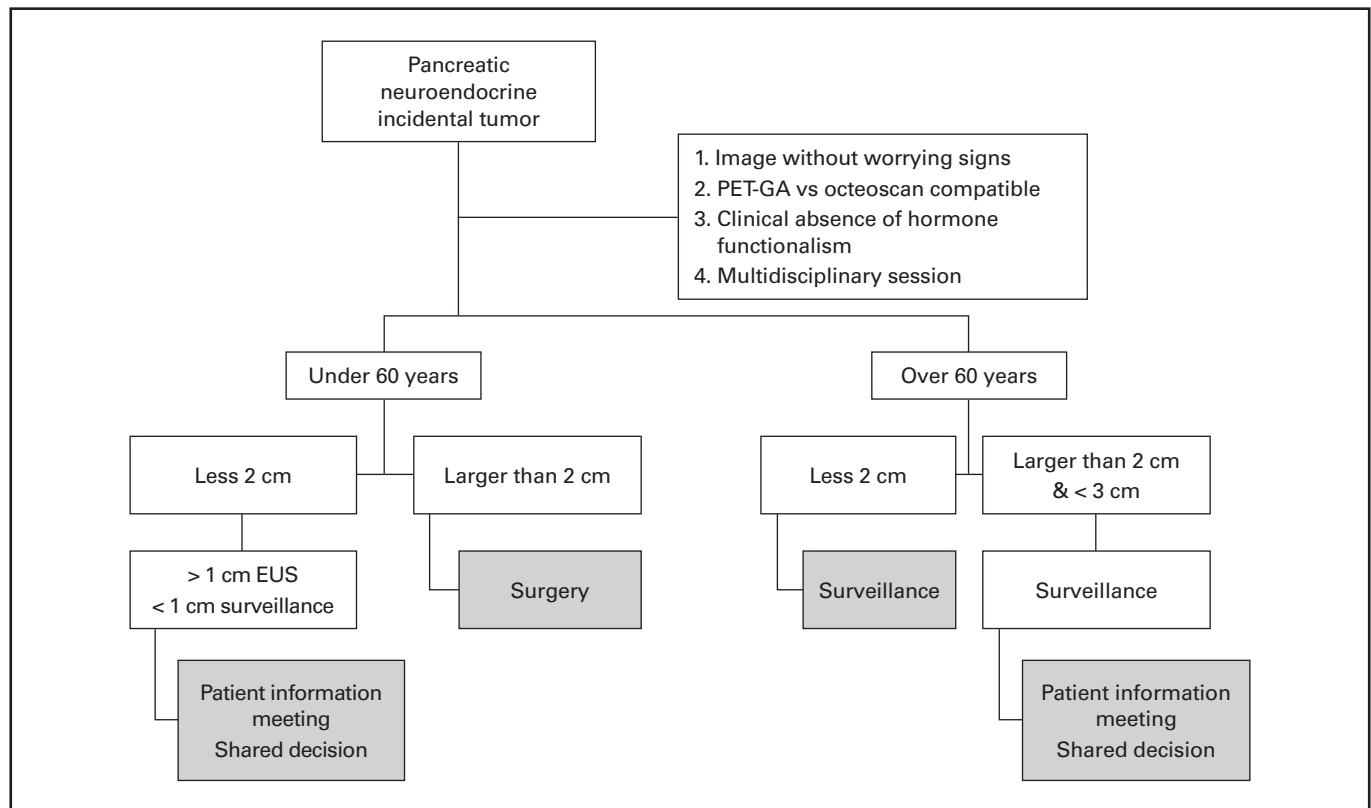 Pancreatic
neuroendocrine
incidental tumor
1. Image without worrying signs
2. PET-GA vs octeoscan compatible
3. Clinical absence of hormone
functionalism
4. Multidisciplinary session
Under 60 years
Over 60 years
Less 2 cm
Larger than 2 cm
Less 2 cm
Larger than 2 cm
& < 3 cm
> 1 cm EUS
< 1 cm surveillance
Surgery
Surveillance
Surveillance
Patient information
meeting
Shared decision
Patient information
meeting
Shared decision